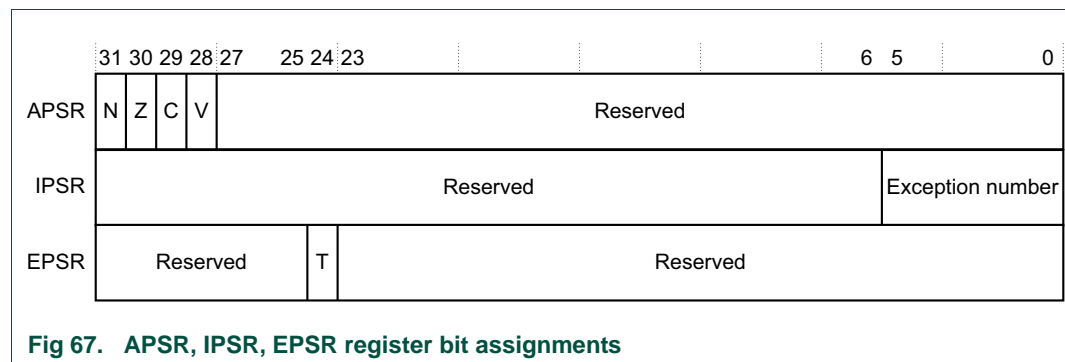 31 30 29 28 27 25 24 23 6 5 0
APSR N Z C V Reserved
IPSR Reserved Exception number
EPSR Reserved T Reserved
Fig 67. APSR, IPSR, EPSR register bit assignments